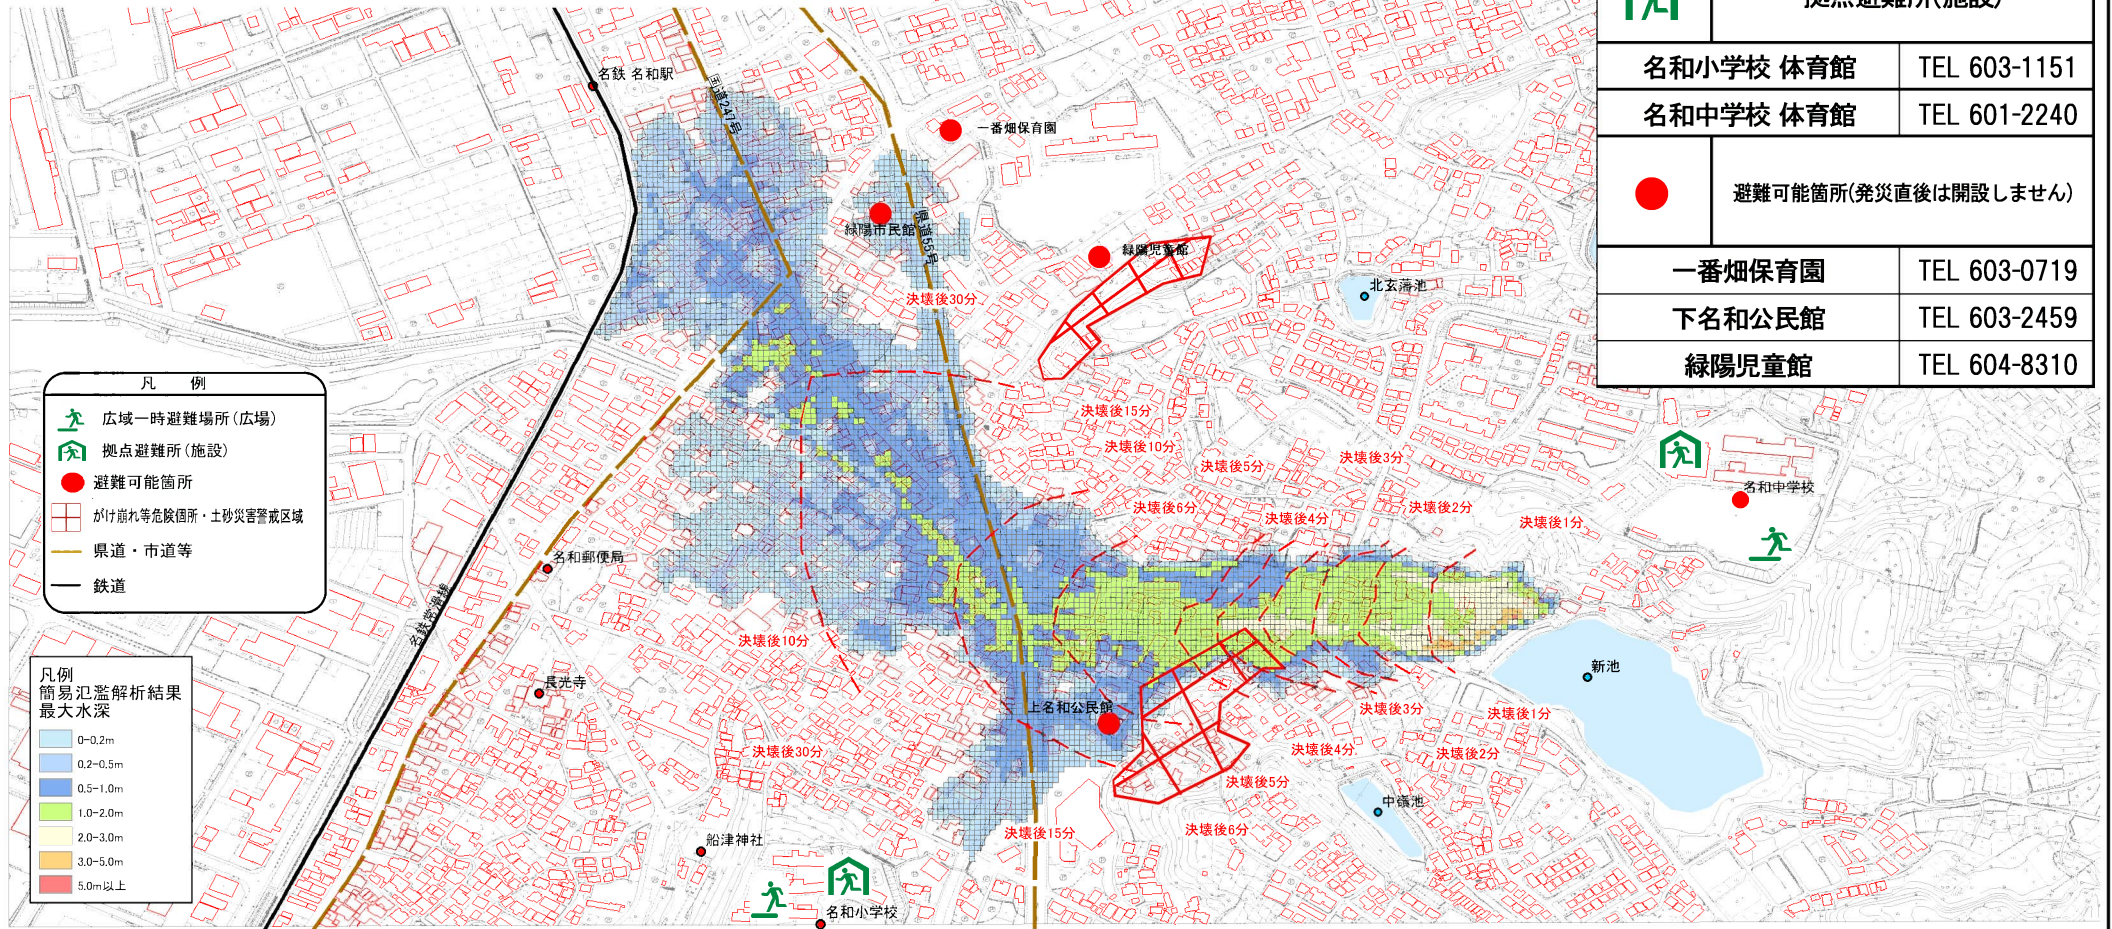 拠点避難所(施設)
名和小学校 体育館 TEL 603-1151
名和中学校 体育館 TEL 601-2240
避難可能箇所(発災直後は開設しません)
一番畑保育園 TEL 603-0719
下名和公民館 TEL 603-2459
緑陽児童館 TEL 604-8310
名鉄 名和駅
国道247号
一番畑保育園
緑陽市民館
県道55号
緑陽児童館
北玄蕃池
決壊後30分
決壊後15分
決壊後10分
決壊後5分
決壊後3分
決壊後6分
決壊後4分
決壊後2分
決壊後1分
名和中学校
凡 例
広域一時避難場所(広場)
拠点避難所(施設)
避難可能箇所
がけ崩れ等危険個所・土砂災害警戒区域
県道・市道等
鉄道
名和郵便局
名鉄常滑線
決壊後10分
長光寺
上名和公民館
新池
決壊後30分
決壊後3分
決壊後1分
決壊後4分
決壊後2分
決壊後5分
中嶺池
決壊後15分
決壊後6分
船津神社
名和小学校
凡例
簡易氾濫解析結果
最大水深
0-0.2m
0.2-0.5m
0.5-1.0m
1.0-2.0m
2.0-3.0m
3.0-5.0m
5.0m以上